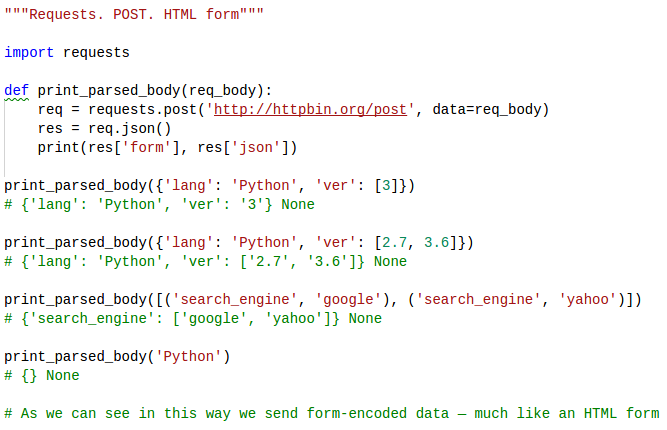 """Requests. POST. HTML form"""
import requests
def print_parsed_body(req_body):
    req = requests.post('http://httpbin.org/post', data=req_body)
    res = req.json()
    print(res['form'], res['json'])
print_parsed_body({'lang': 'Python', 'ver': [3]})
# {'lang': 'Python', 'ver': '3'} None
print_parsed_body({'lang': 'Python', 'ver': [2.7, 3.6]})
# {'lang': 'Python', 'ver': ['2.7', '3.6']} None
print_parsed_body([('search_engine', 'google'), ('search_engine', 'yahoo')])
# {'search_engine': ['google', 'yahoo']} None
print_parsed_body('Python')
# {} None
# As we can see in this way we send form-encoded data — much like an HTML form